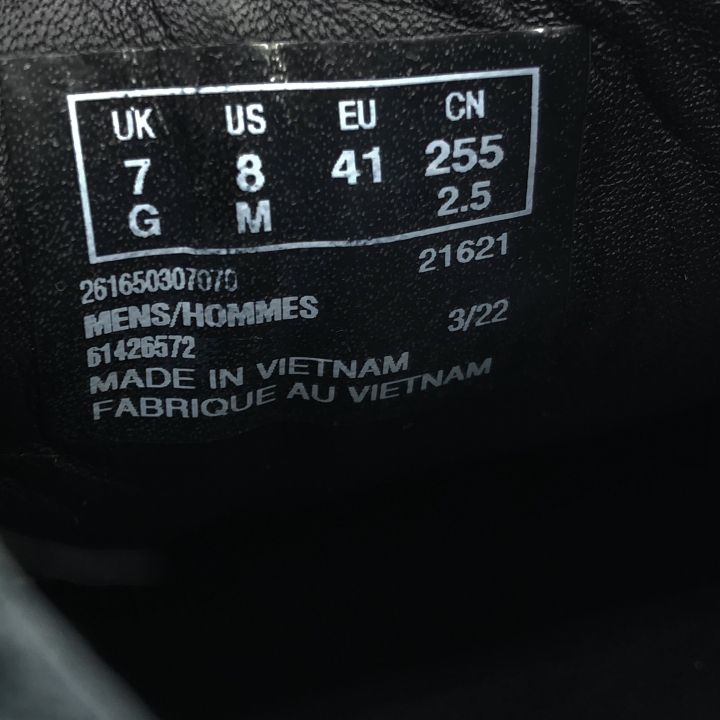 UK US EU CN
7 8 41 255
G M 2.5
261650307070 21621
MENS/HOMMES 3/22
61426572
MADE IN VIETNAM
FABRIQUE AU VIETNAM